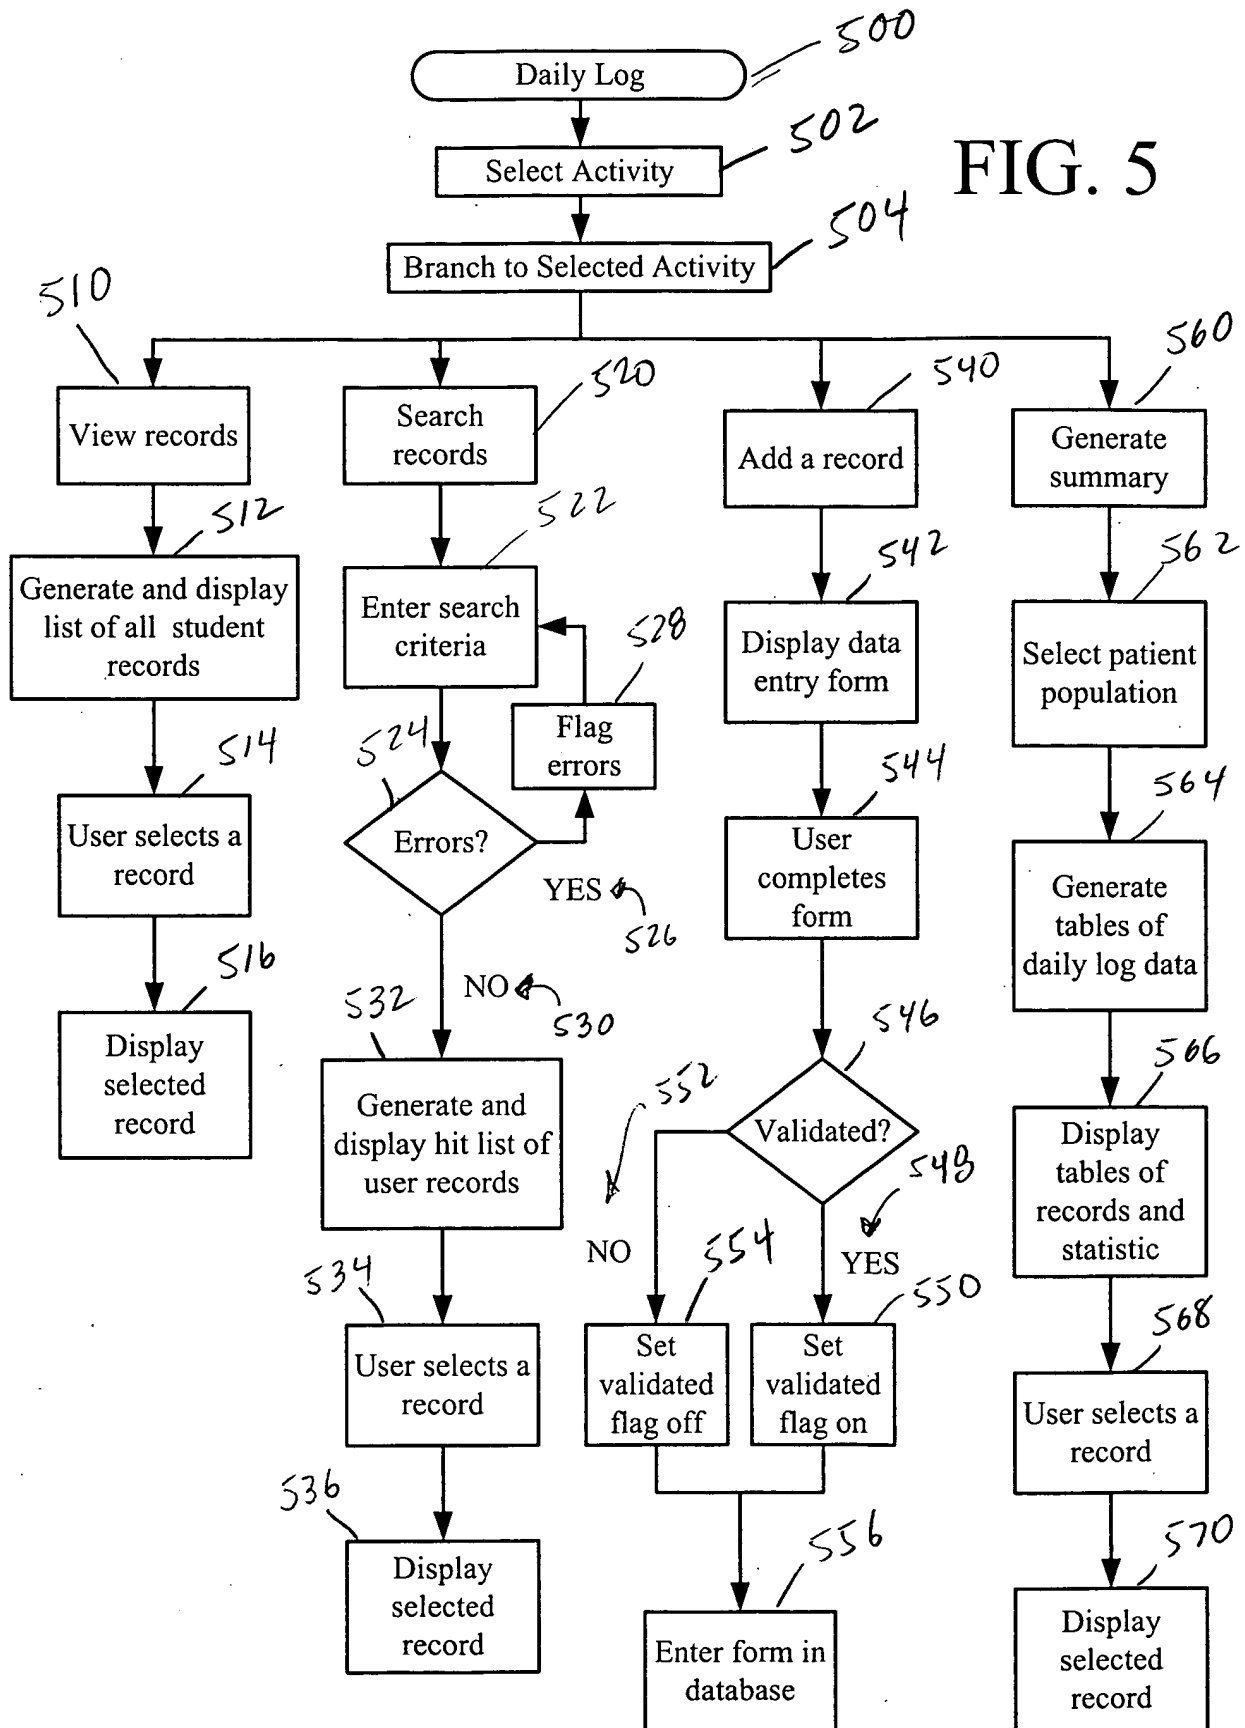 500
Daily Log
502
Select Activity
FIG. 5
504
Branch to Selected Activity
510
View records
512
Generate and display
list of all student
records
514
User selects a
record
516
Display
selected
record
520
Search
records
522
Enter search
criteria
528
Flag
errors
524
Errors?
YES
526
NO
530
532
Generate and
display hit list of
user records
534
User selects a
record
536
Display
selected
record
540
Add a record
542
Display data
entry form
544
User
completes
form
546
Validated?
552
NO
548
YES
554
Set
validated
flag off
550
Set
validated
flag on
556
Enter form in
database
560
Generate
summary
562
Select patient
population
564
Generate
tables of
daily log data
566
Display
tables of
records and
statistic
568
User selects a
record
570
Display
selected
record